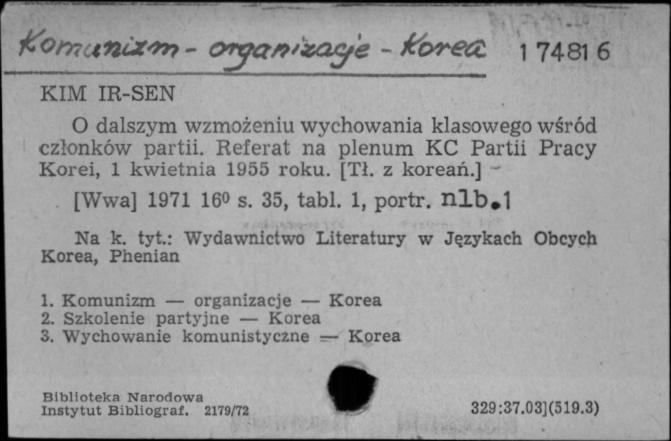 Komunizm - organizacje - Korea 174816
KIM IR-SEN
O dalszym wzmożeniu wychowania klasowego wśród
członków partii. Referat na plenum KC Partii Pracy
Korei, 1 kwietnia 1955 roku. [Tł. z koreań.] -
[Wwa] 1971 16⁰ s. 35, tabl. 1, portr. nlb.1
Na k. tyt.: Wydawnictwo Literatury w Językach Obcych
Korea, Phenian
1. Komunizm — organizacje — Korea
2. Szkolenie partyjne — Korea
3. Wychowanie komunistyczne — Korea
Biblioteka Narodowa
Instytut Bibliograf. 2179/72 329:37.03](519.3)